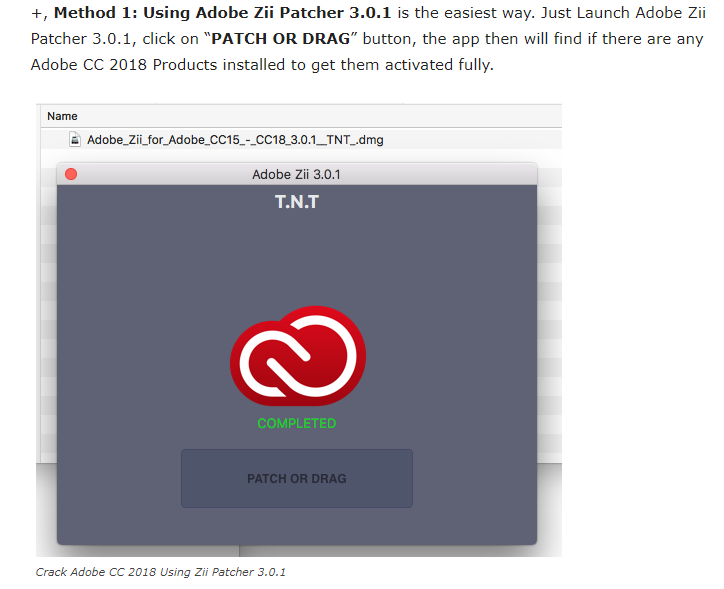 +, Method 1: Using Adobe Zii Patcher 3.0.1 is the easiest way. Just Launch Adobe Zii
Patcher 3.0.1, click on “PATCH OR DRAG” button, the app then will find if there are any
Adobe CC 2018 Products installed to get them activated fully.
Name
Adobe_Zii_for_Adobe_CC15_-_CC18_3.0.1__TNT_.dmg
Adobe Zii 3.0.1
T.N.T
COMPLETED
PATCH OR DRAG
Crack Adobe CC 2018 Using Zii Patcher 3.0.1